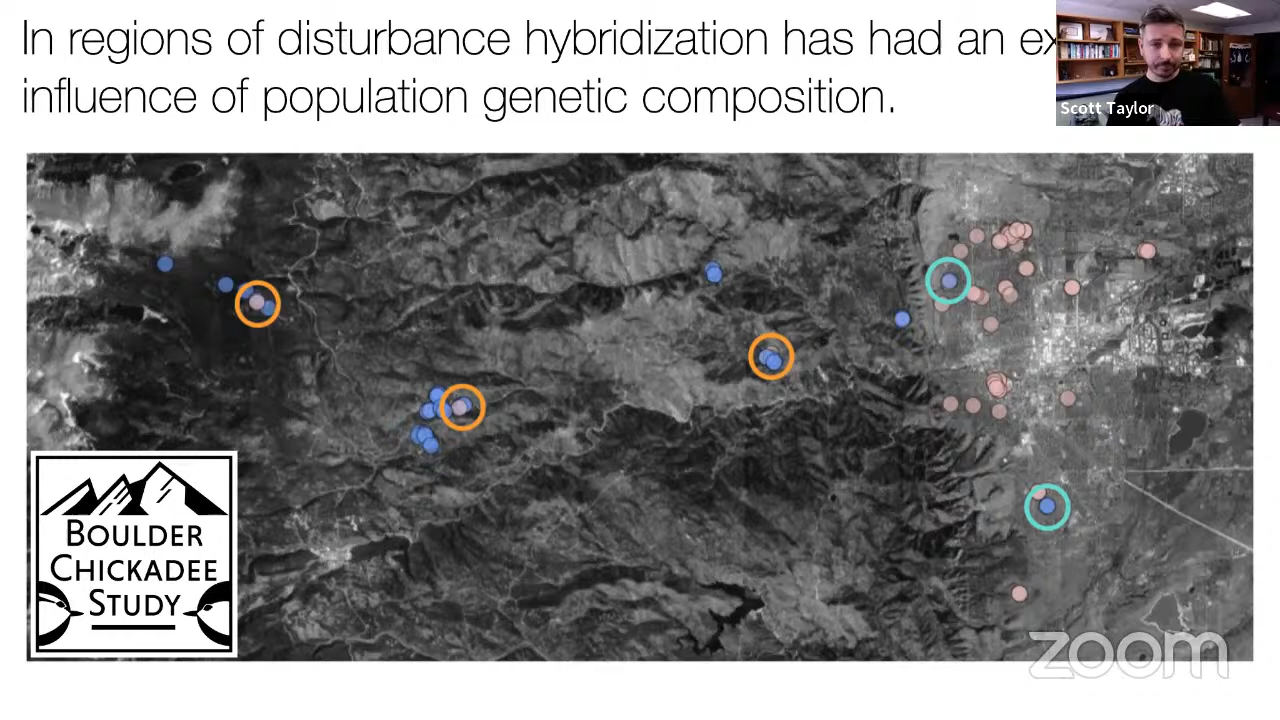 In regions of disturbance hybridization has had an ex
influence of population genetic composition.
Scott Taylor
BOULDER
CHICKADEE
STUDY
zoom